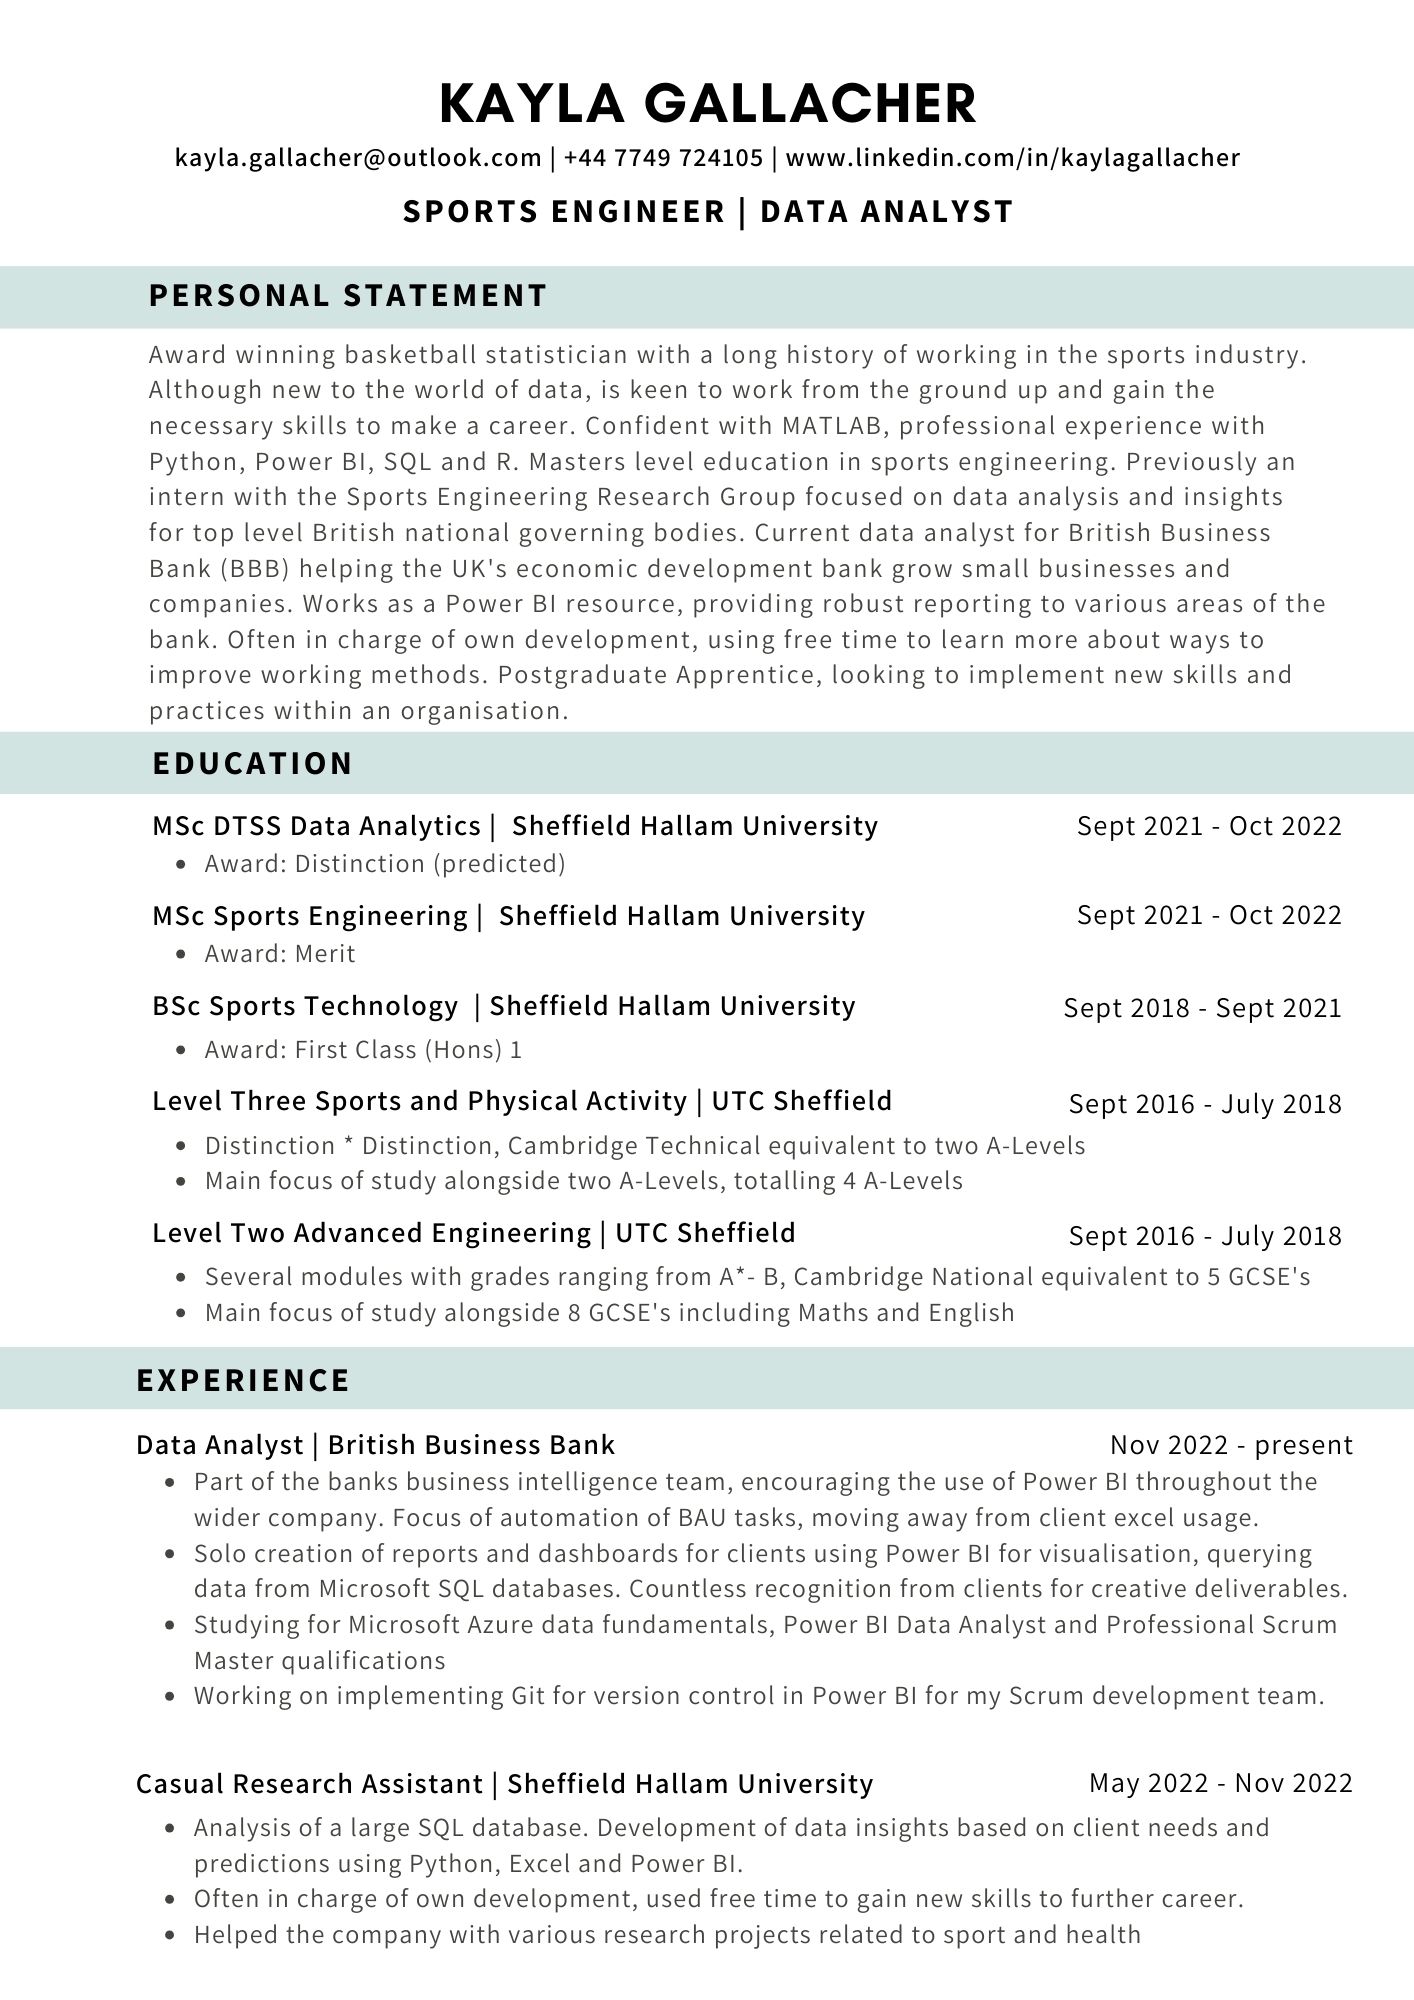 KAYLA GALLACHER
kayla.gallacher@outlook.com | +44 7749 724105 | www.linkedin.com/in/kaylagallacher
SPORTS ENGINEER | DATA ANALYST
PERSONAL STATEMENT
Award winning basketball statistician with a long history of working in the sports industry.
Although new to the world of data, is keen to work from the ground up and gain the
necessary skills to make a career. Confident with MATLAB, professional experience with
Python, Power BI, SQL and R. Masters level education in sports engineering. Previously an
intern with the Sports Engineering Research Group focused on data analysis and insights
for top level British national governing bodies. Current data analyst for British Business
Bank (BBB) helping the UK's economic development bank grow small businesses and
companies. Works as a Power BI resource, providing robust reporting to various areas of the
bank. Often in charge of own development, using free time to learn more about ways to
improve working methods. Postgraduate Apprentice, looking to implement new skills and
practices within an organisation.
EDUCATION
MSc DTSS Data Analytics | Sheffield Hallam University Sept 2021 - Oct 2022
• Award: Distinction (predicted)
MSc Sports Engineering | Sheffield Hallam University Sept 2021 - Oct 2022
• Award: Merit
BSc Sports Technology | Sheffield Hallam University Sept 2018 - Sept 2021
• Award: First Class (Hons) 1
Level Three Sports and Physical Activity | UTC Sheffield Sept 2016 - July 2018
• Distinction * Distinction, Cambridge Technical equivalent to two A-Levels
• Main focus of study alongside two A-Levels, totalling 4 A-Levels
Level Two Advanced Engineering | UTC Sheffield Sept 2016 - July 2018
• Several modules with grades ranging from A*- B, Cambridge National equivalent to 5 GCSE's
• Main focus of study alongside 8 GCSE's including Maths and English
EXPERIENCE
Data Analyst | British Business Bank Nov 2022 - present
• Part of the banks business intelligence team, encouraging the use of Power BI throughout the
wider company. Focus of automation of BAU tasks, moving away from client excel usage.
• Solo creation of reports and dashboards for clients using Power BI for visualisation, querying
data from Microsoft SQL databases. Countless recognition from clients for creative deliverables.
• Studying for Microsoft Azure data fundamentals, Power BI Data Analyst and Professional Scrum
Master qualifications
• Working on implementing Git for version control in Power BI for my Scrum development team.
Casual Research Assistant | Sheffield Hallam University May 2022 - Nov 2022
• Analysis of a large SQL database. Development of data insights based on client needs and
predictions using Python, Excel and Power BI.
• Often in charge of own development, used free time to gain new skills to further career.
• Helped the company with various research projects related to sport and health